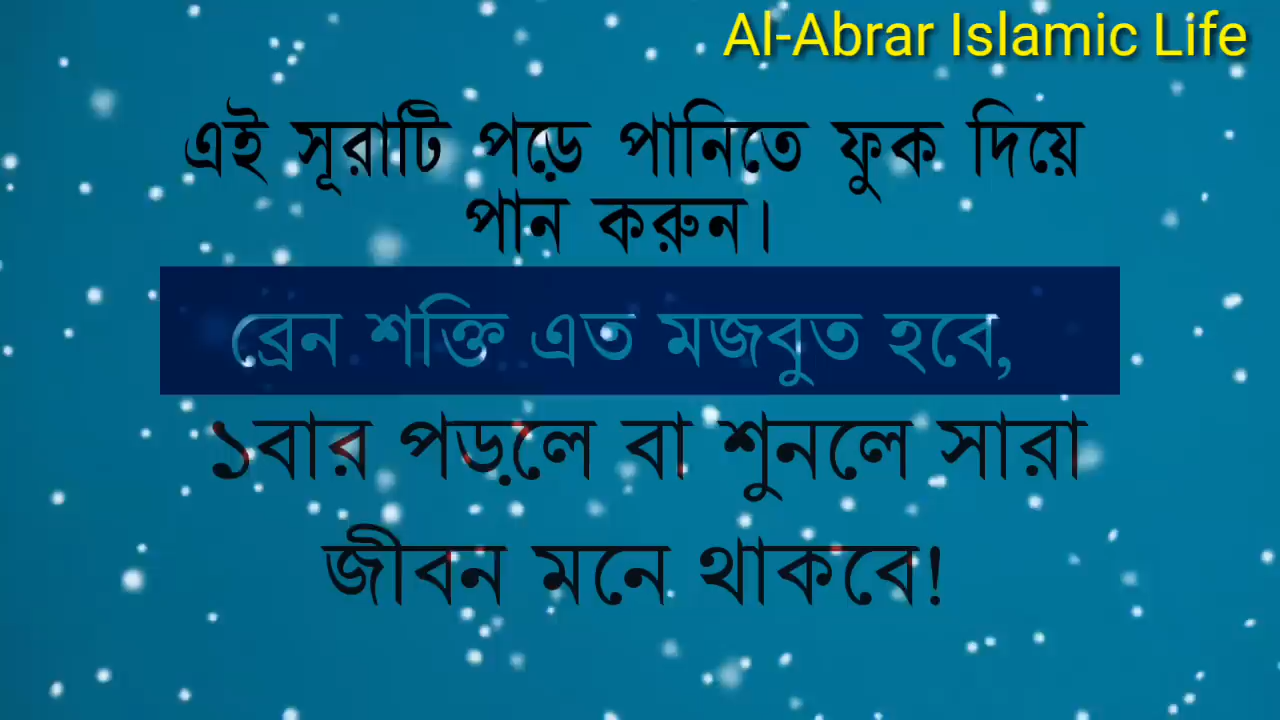 Al-Abrar Islamic Life
এই সূরাটি পড়ে পানিতে ফুক দিয়ে
পান করুন।
ব্রেন শক্তি এত মজবুত হবে,
১বার পড়লে বা শুনলে সারা
জীবন মনে থাকবে!